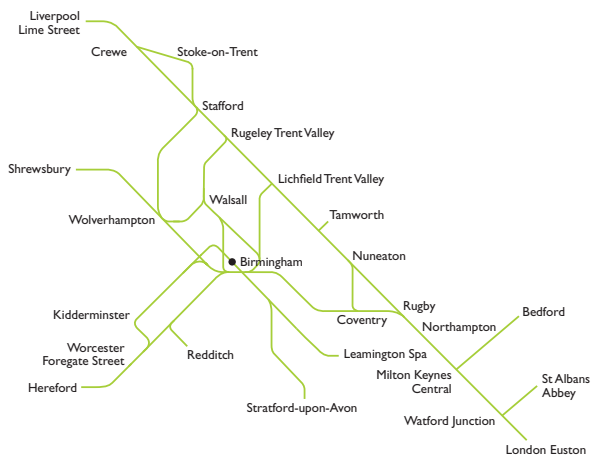 Liverpool
Lime Street
Crewe
Stoke-on-Trent
Stafford
Rugeley Trent Valley
Shrewsbury
Lichfield Trent Valley
Walsall
Wolverhampton
Tamworth
Birmingham
Nuneaton
Kidderminster
Coventry
Rugby
Northampton
Bedford
Worcester
Foregate Street
Redditch
Leamington Spa
Hereford
Milton Keynes
Central
St Albans
Abbey
Stratford-upon-Avon
Watford Junction
London Euston